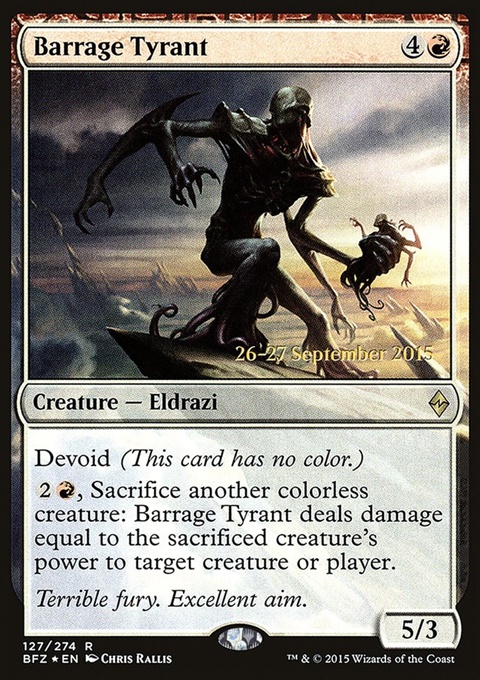 Barrage Tyrant 4
26-27 September 2015
Creature — Eldrazi
Devoid (This card has no color.)
2 , Sacrifice another colorless
creature: Barrage Tyrant deals damage
equal to the sacrificed creature's
power to target creature or player.
Terrible fury. Excellent aim.
5/3
127/274 R
BFZ ★ EN Chris Rallis
™ & © 2015 Wizards of the Coast